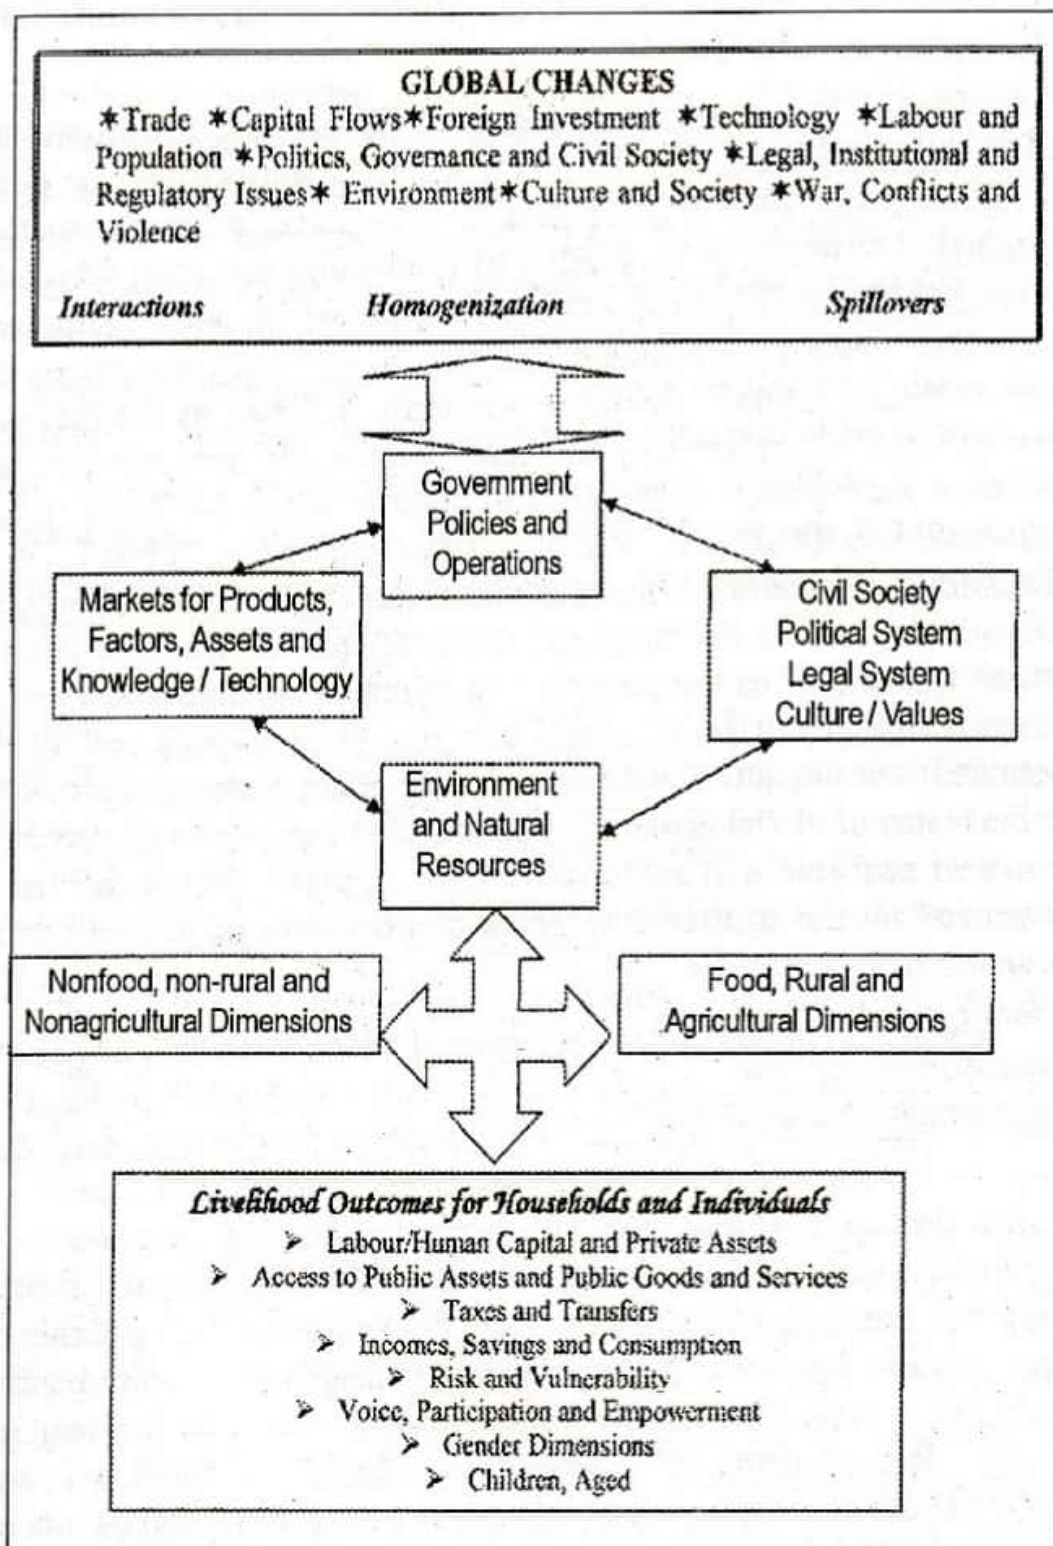 GLOBAL CHANGES
✶Trade ✶Capital Flows✶Foreign Investment ✶Technology ✶Labour and
Population ✶Politics, Governance and Civil Society ✶Legal, Institutional and
Regulatory Issues✶ Environment✶Culture and Society ✶War, Conflicts and
Violence
Interactions Homogenization Spillovers
Government
Policies and
Operations
Markets for Products,
Factors, Assets and
Knowledge / Technology
Civil Society
Political System
Legal System
Culture / Values
Environment
and Natural
Resources
Nonfood, non-rural and
Nonagricultural Dimensions
Food, Rural and
Agricultural Dimensions
Livelihood Outcomes for Households and Individuals
➢ Labour/Human Capital and Private Assets
➢ Access to Public Assets and Public Goods and Services
➢ Taxes and Transfers
➢ Incomes, Savings and Consumption
➢ Risk and Vulnerability
➢ Voice, Participation and Empowerment
➢ Gender Dimensions
➢ Children, Aged